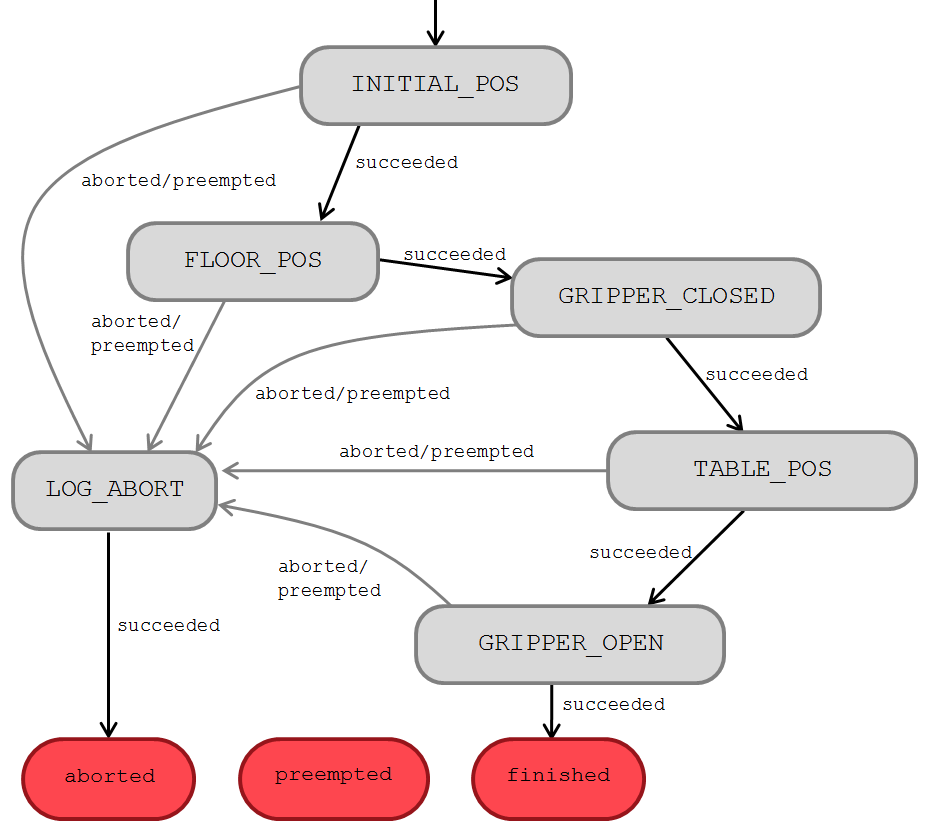 INITIAL_POS
succeeded
aborted/preempted
FLOOR_POS
succeeded
GRIPPER_CLOSED
aborted/
preempted
succeeded
aborted/preempted
aborted/preempted
TABLE_POS
LOG_ABORT
succeeded
aborted/
preempted
succeeded
GRIPPER_OPEN
succeeded
aborted
preempted
finished